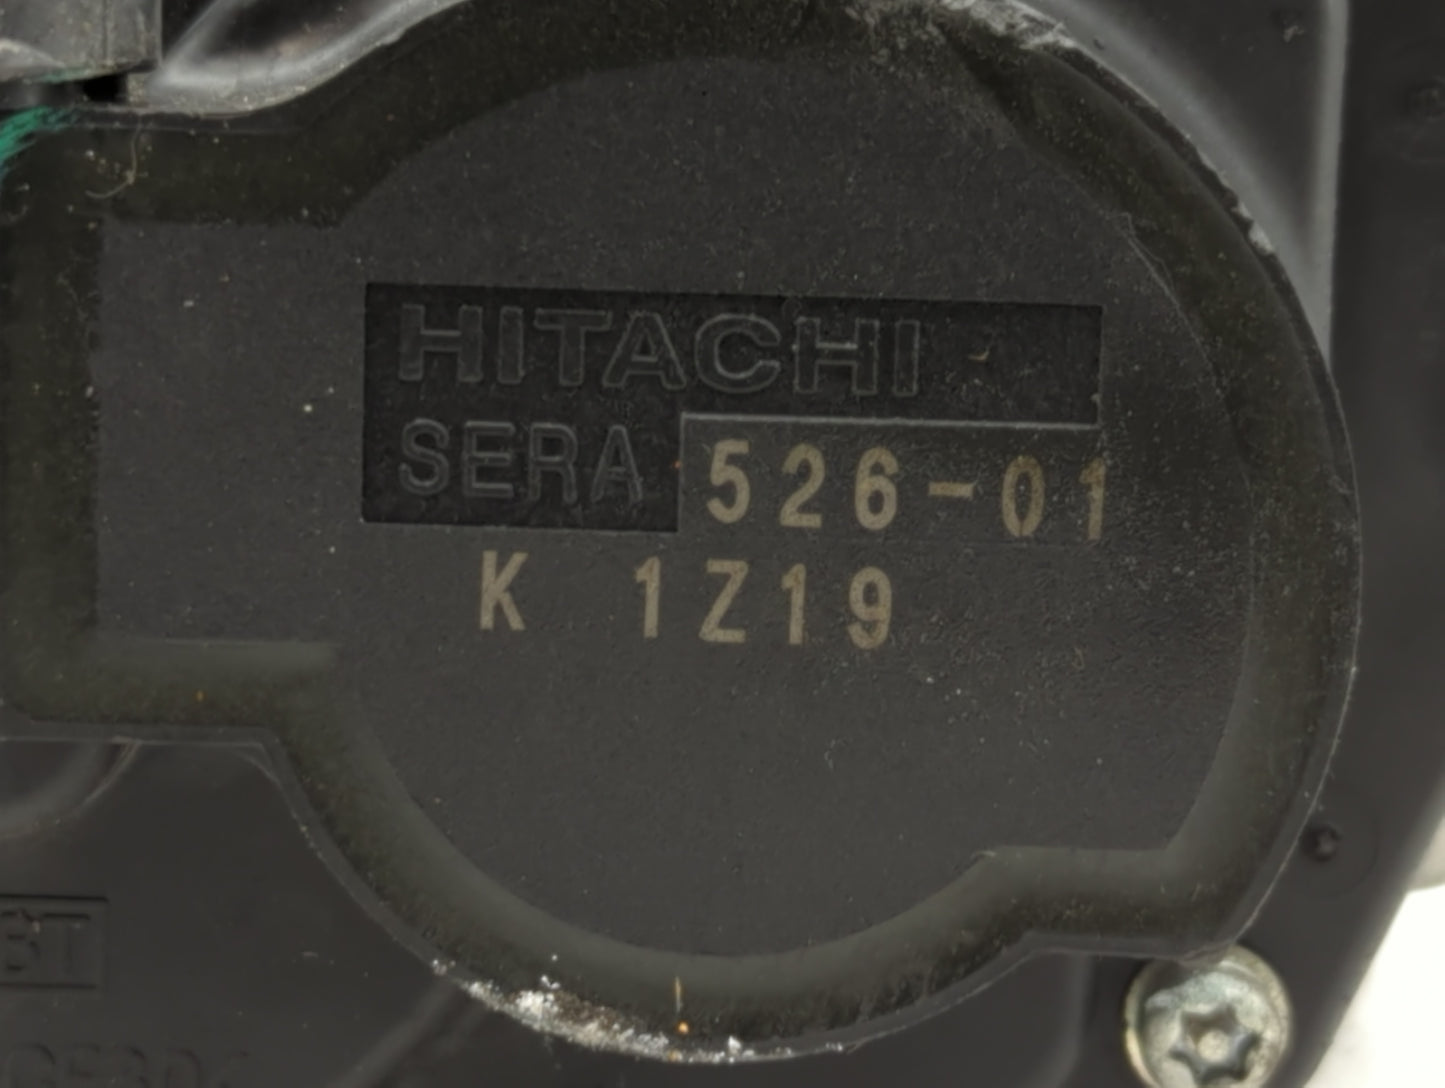 HITACHI
SERA 526-01
K 1Z19